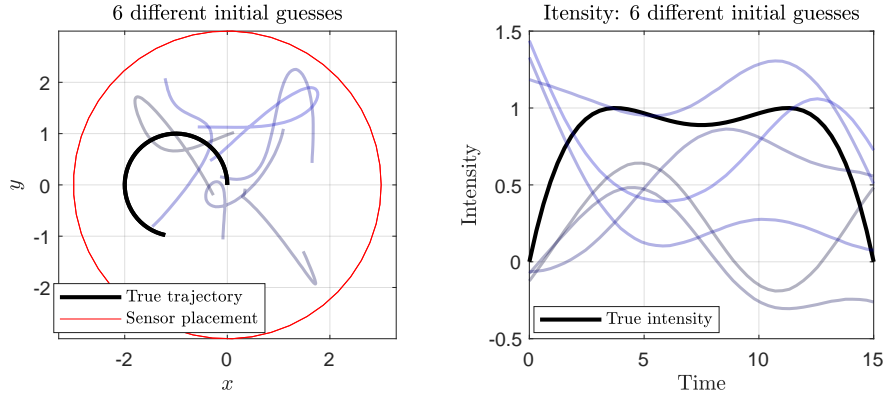 6 different initial guesses
2
1
0
-1
-2
y
-2
0
2
x
True trajectory
Sensor placement
Itensity: 6 different initial guesses
1.5
1
0.5
0
-0.5
Intensity
0
5
10
15
Time
True intensity